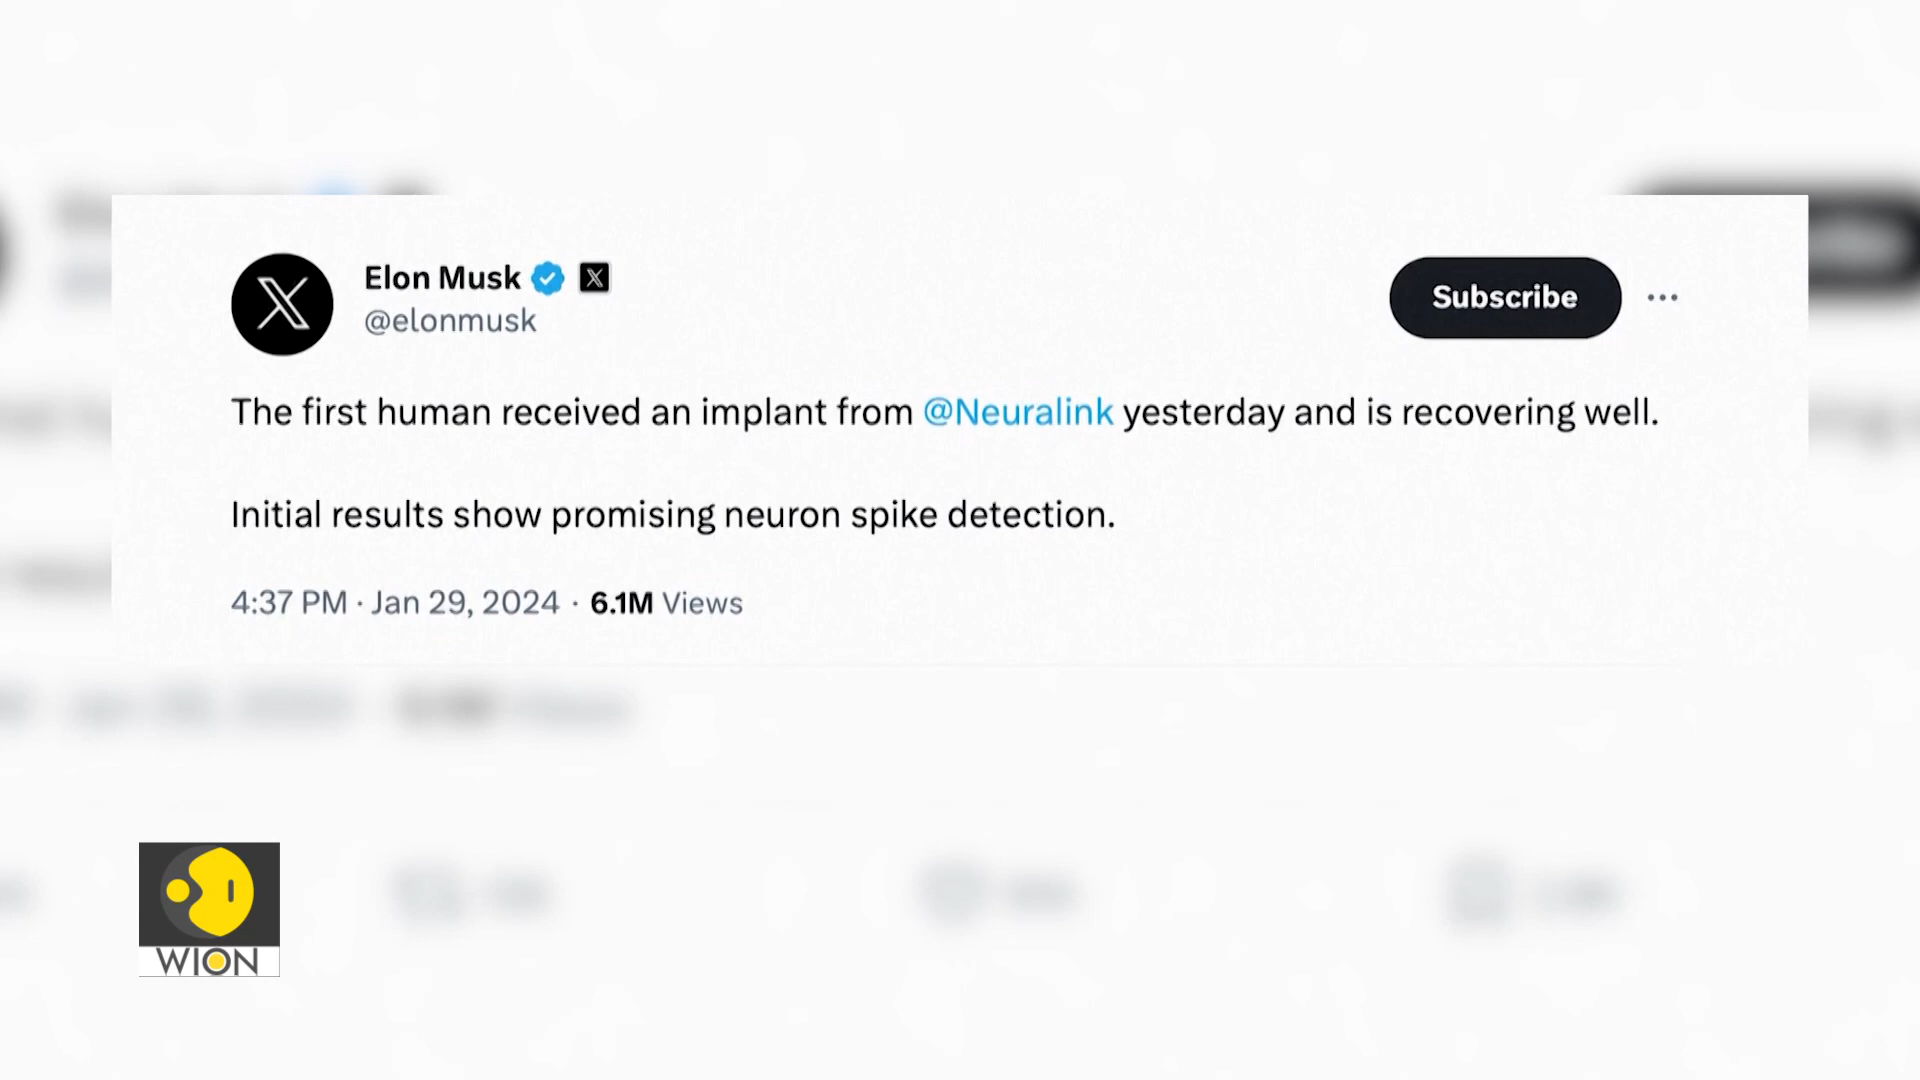 Elon Musk
@elonmusk
Subscribe
The first human received an implant from @Neuralink yesterday and is recovering well.
Initial results show promising neuron spike detection.
4:37 PM · Jan 29, 2024 · 6.1M Views
WION